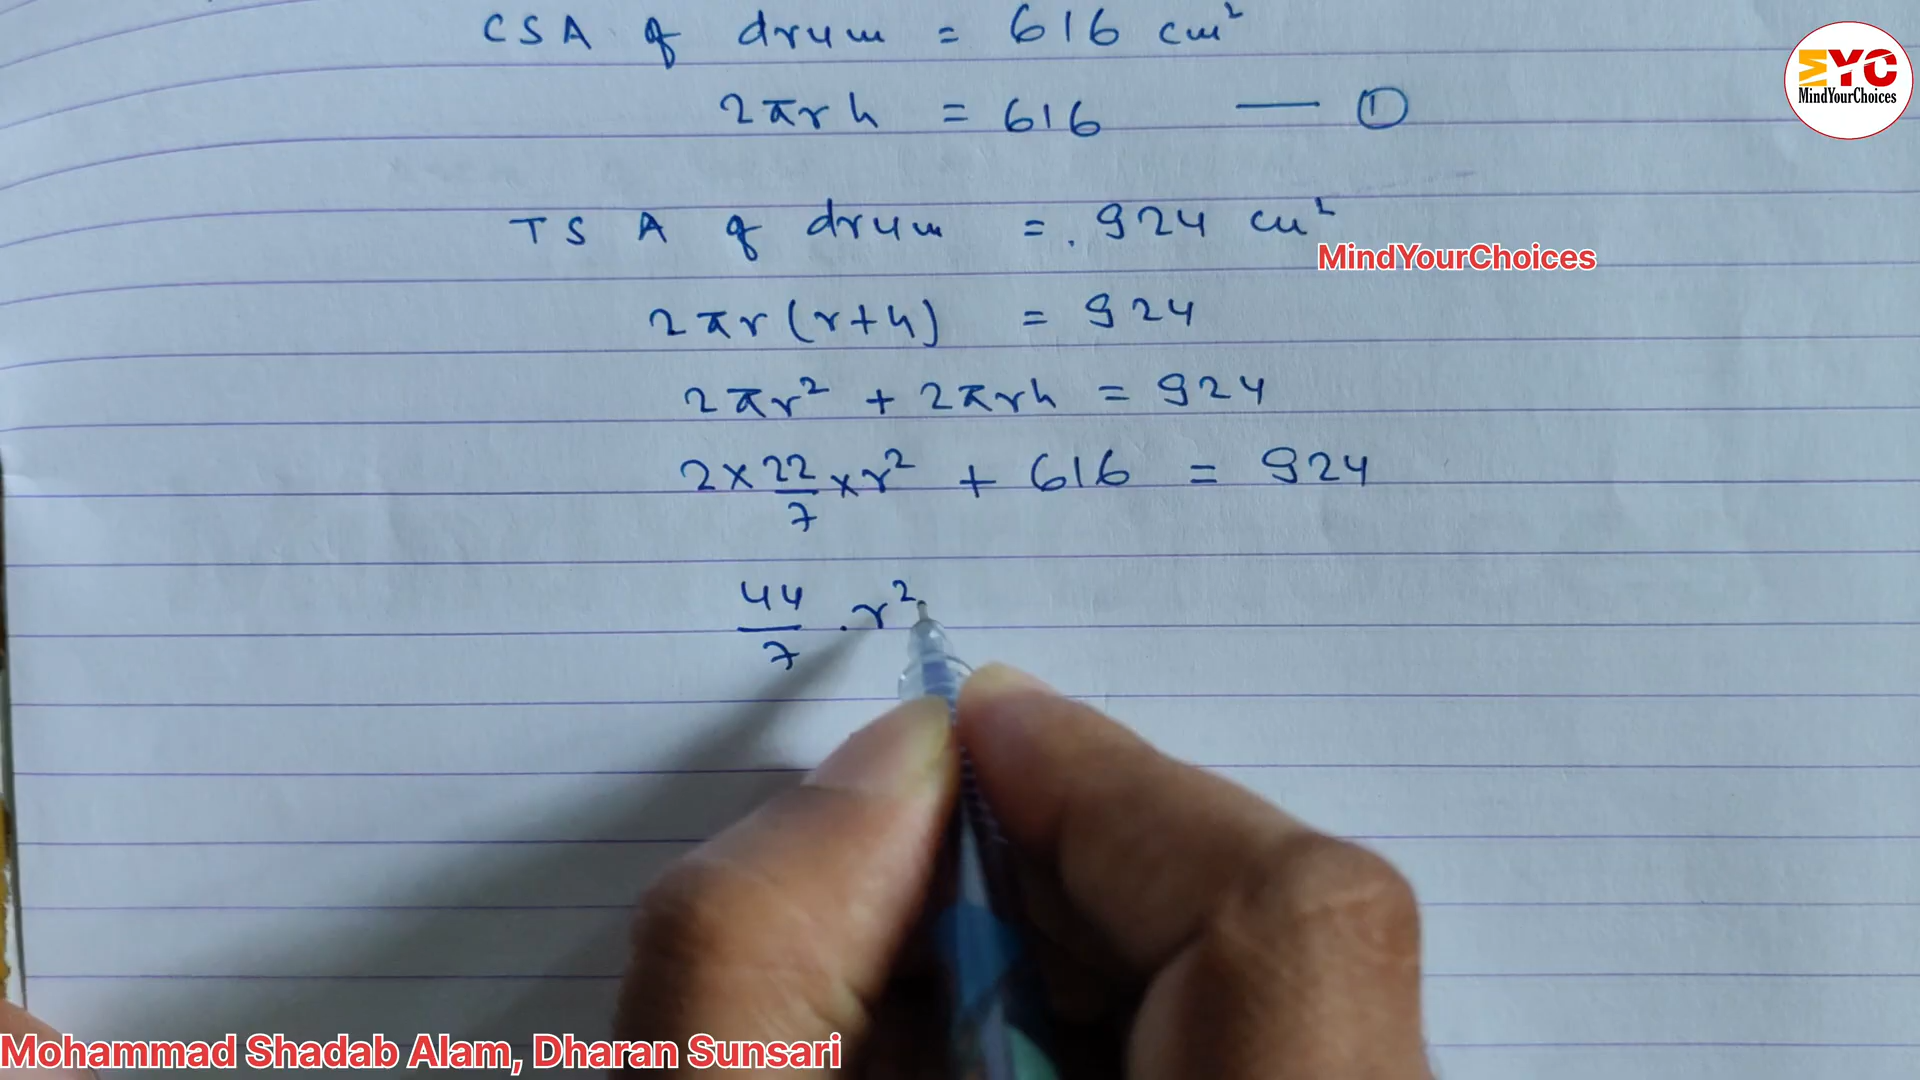 CSA of drum = 616 cm²
2πrh = 616 — ①
TSA of drum =. 924 cm²
2πr(r+h) = 924
2πr² + 2πrh = 924
2 × 22/7 × r² + 616 = 924
44/7 . r²
MYC
MindYourChoices
MindYourChoices
Mohammad Shadab Alam, Dharan Sunsari